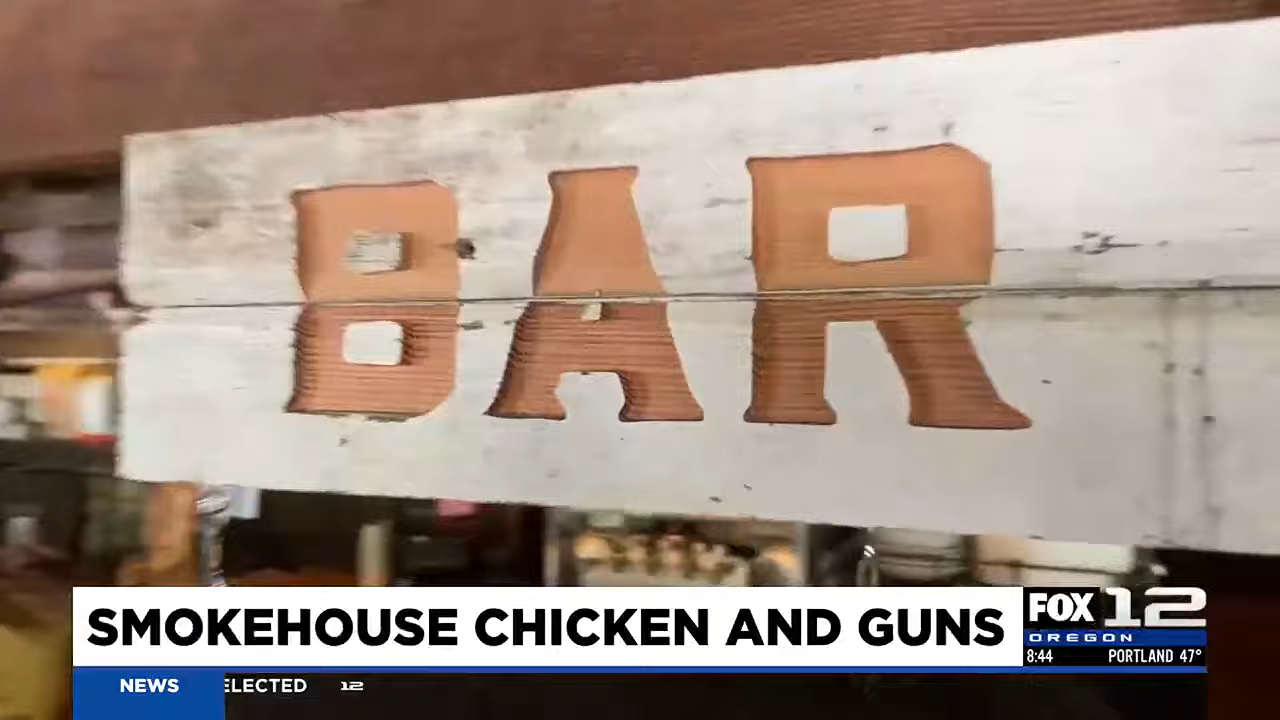 BAR
SMOKEHOUSE CHICKEN AND GUNS
FOX 12
OREGON
8:44 PORTLAND 47°
NEWS ELECTED 12